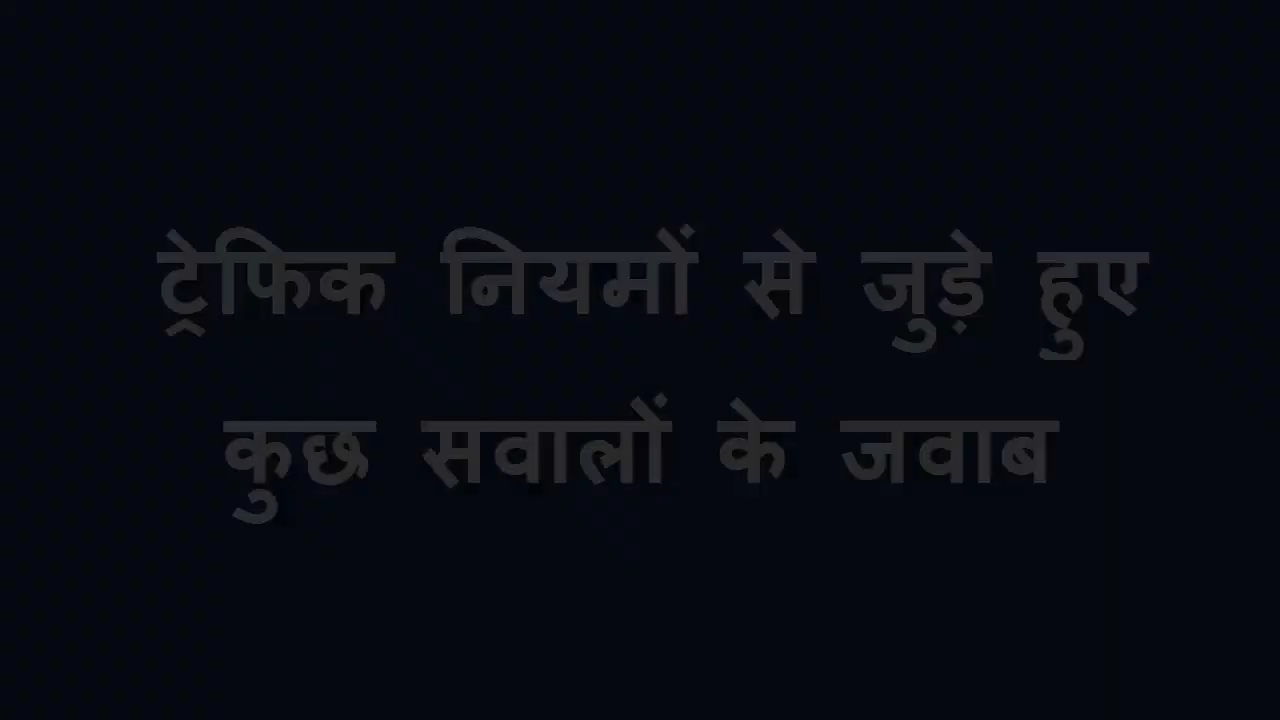 ट्रेफिक नियमों से जुड़े हुए
कुछ सवालों के जवाब